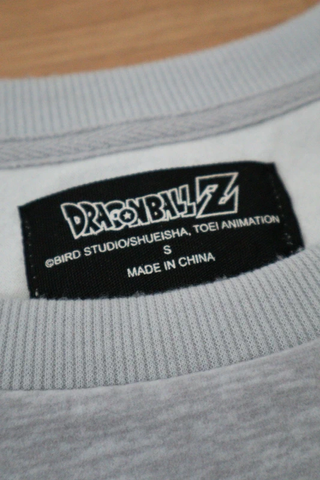 DRAGONBALL Z
©BIRD STUDIO/SHUEISHA, TOEI ANIMATION
S
MADE IN CHINA